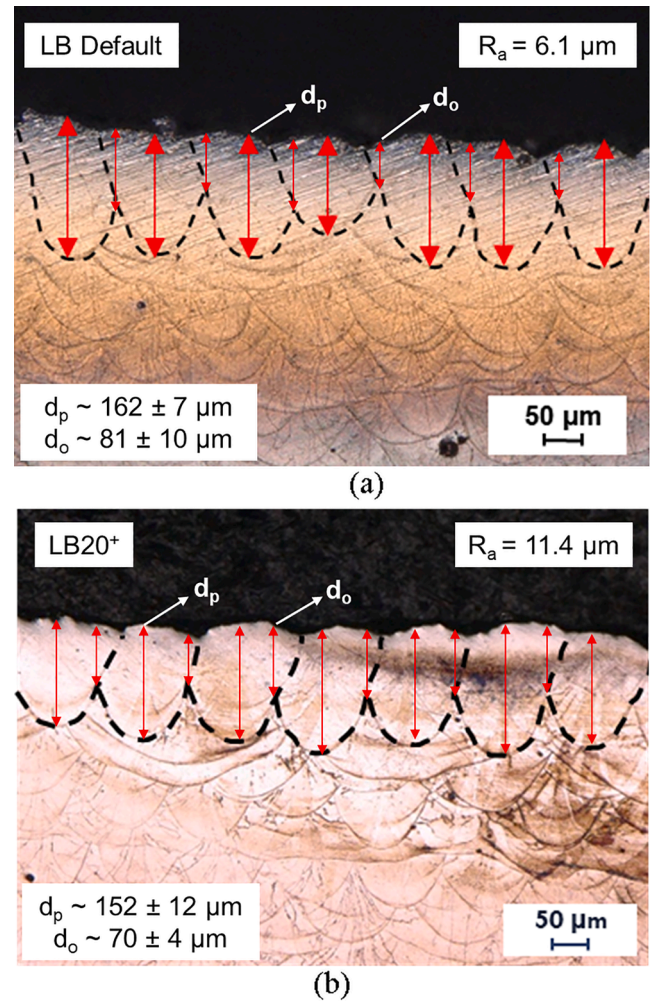 LB Default
Rₐ = 6.1 µm
dₚ
dₒ
dₚ ~ 162 ± 7 µm
dₒ ~ 81 ± 10 µm
50 µm
(a)
LB20⁺
Rₐ = 11.4 µm
dₚ
dₒ
dₚ ~ 152 ± 12 µm
dₒ ~ 70 ± 4 µm
50 µm
(b)